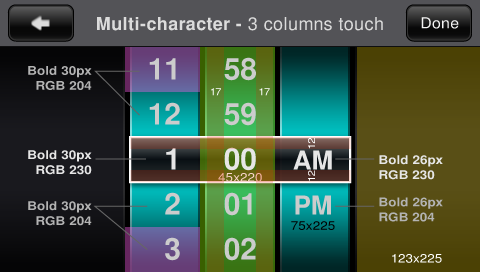 Multi-character - 3 columns touch
Done
Bold 30px
RGB 204
11
58
17
17
12
59
Bold 30px
RGB 230
1
00
AM
12
12
45x220
Bold 26px
RGB 230
Bold 30px
RGB 204
2
01
PM
Bold 26px
RGB 204
75x225
3
02
123x225